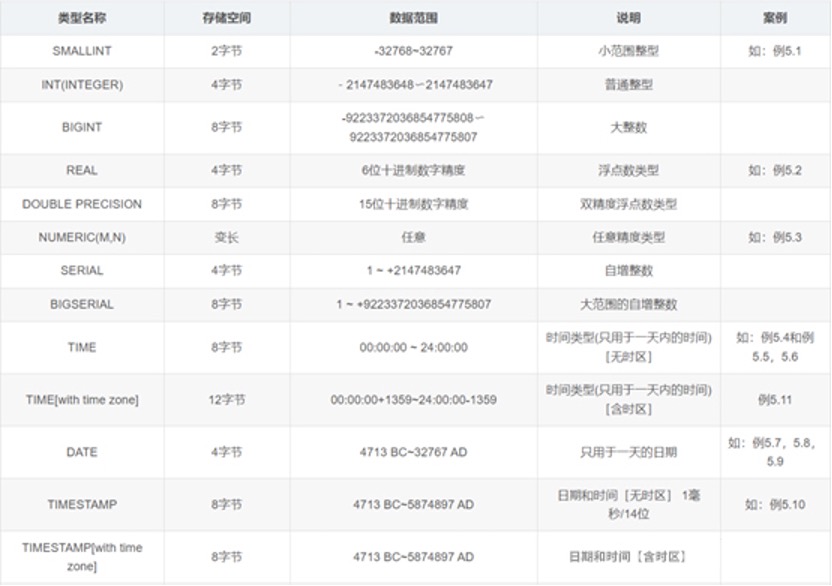 类型名称 存储空间 数据范围 说明 案例
SMALLINT 2字节 -32768~32767 小范围整型 如：例5.1
INT(INTEGER) 4字节 - 2147483648～2147483647 普通整型
BIGINT 8字节 -9223372036854775808～
9223372036854775807 大整数
REAL 4字节 6位十进制数字精度 浮点数类型 如：例5.2
DOUBLE PRECISION 8字节 15位十进制数字精度 双精度浮点数类型
NUMERIC(M,N) 变长 任意 任意精度类型 如：例5.3
SERIAL 4字节 1 ~ +2147483647 自增整数
BIGSERIAL 8字节 1 ~ +9223372036854775807 大范围的自增整数
TIME 8字节 00:00:00 ~ 24:00:00 时间类型(只用于一天内的时间)
[无时区] 如：例5.4和例
5.5，5.6
TIME[with time zone] 12字节 00:00:00+1359~24:00:00-1359 时间类型(只用于一天内的时间)
[含时区] 例5.11
DATE 4字节 4713 BC~32767 AD 只用于一天的日期 如：例5.7，5.8，
5.9
TIMESTAMP 8字节 4713 BC~5874897 AD 日期和时间［无时区］ 1毫
秒/14位 如：例5.10
TIMESTAMP[with time
zone] 8字节 4713 BC~5874897 AD 日期和时间［含时区］